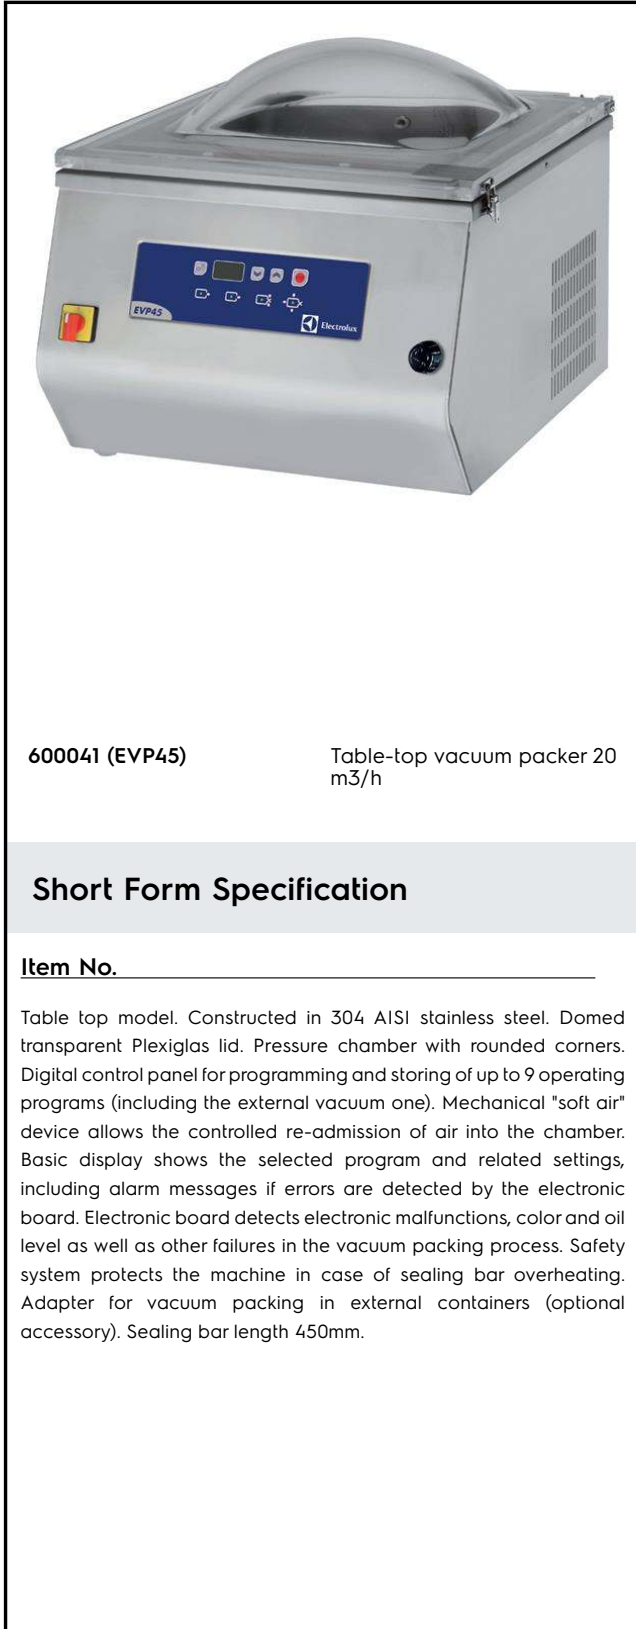 EVP45
Electrolux
600041 (EVP45)
Table-top vacuum packer 20
m3/h
Short Form Specification
Item No.
Table top model. Constructed in 304 AISI stainless steel. Domed
transparent Plexiglas lid. Pressure chamber with rounded corners.
Digital control panel for programming and storing of up to 9 operating
programs (including the external vacuum one). Mechanical "soft air"
device allows the controlled re-admission of air into the chamber.
Basic display shows the selected program and related settings,
including alarm messages if errors are detected by the electronic
board. Electronic board detects electronic malfunctions, color and oil
level as well as other failures in the vacuum packing process. Safety
system protects the machine in case of sealing bar overheating.
Adapter for vacuum packing in external containers (optional
accessory). Sealing bar length 450mm.